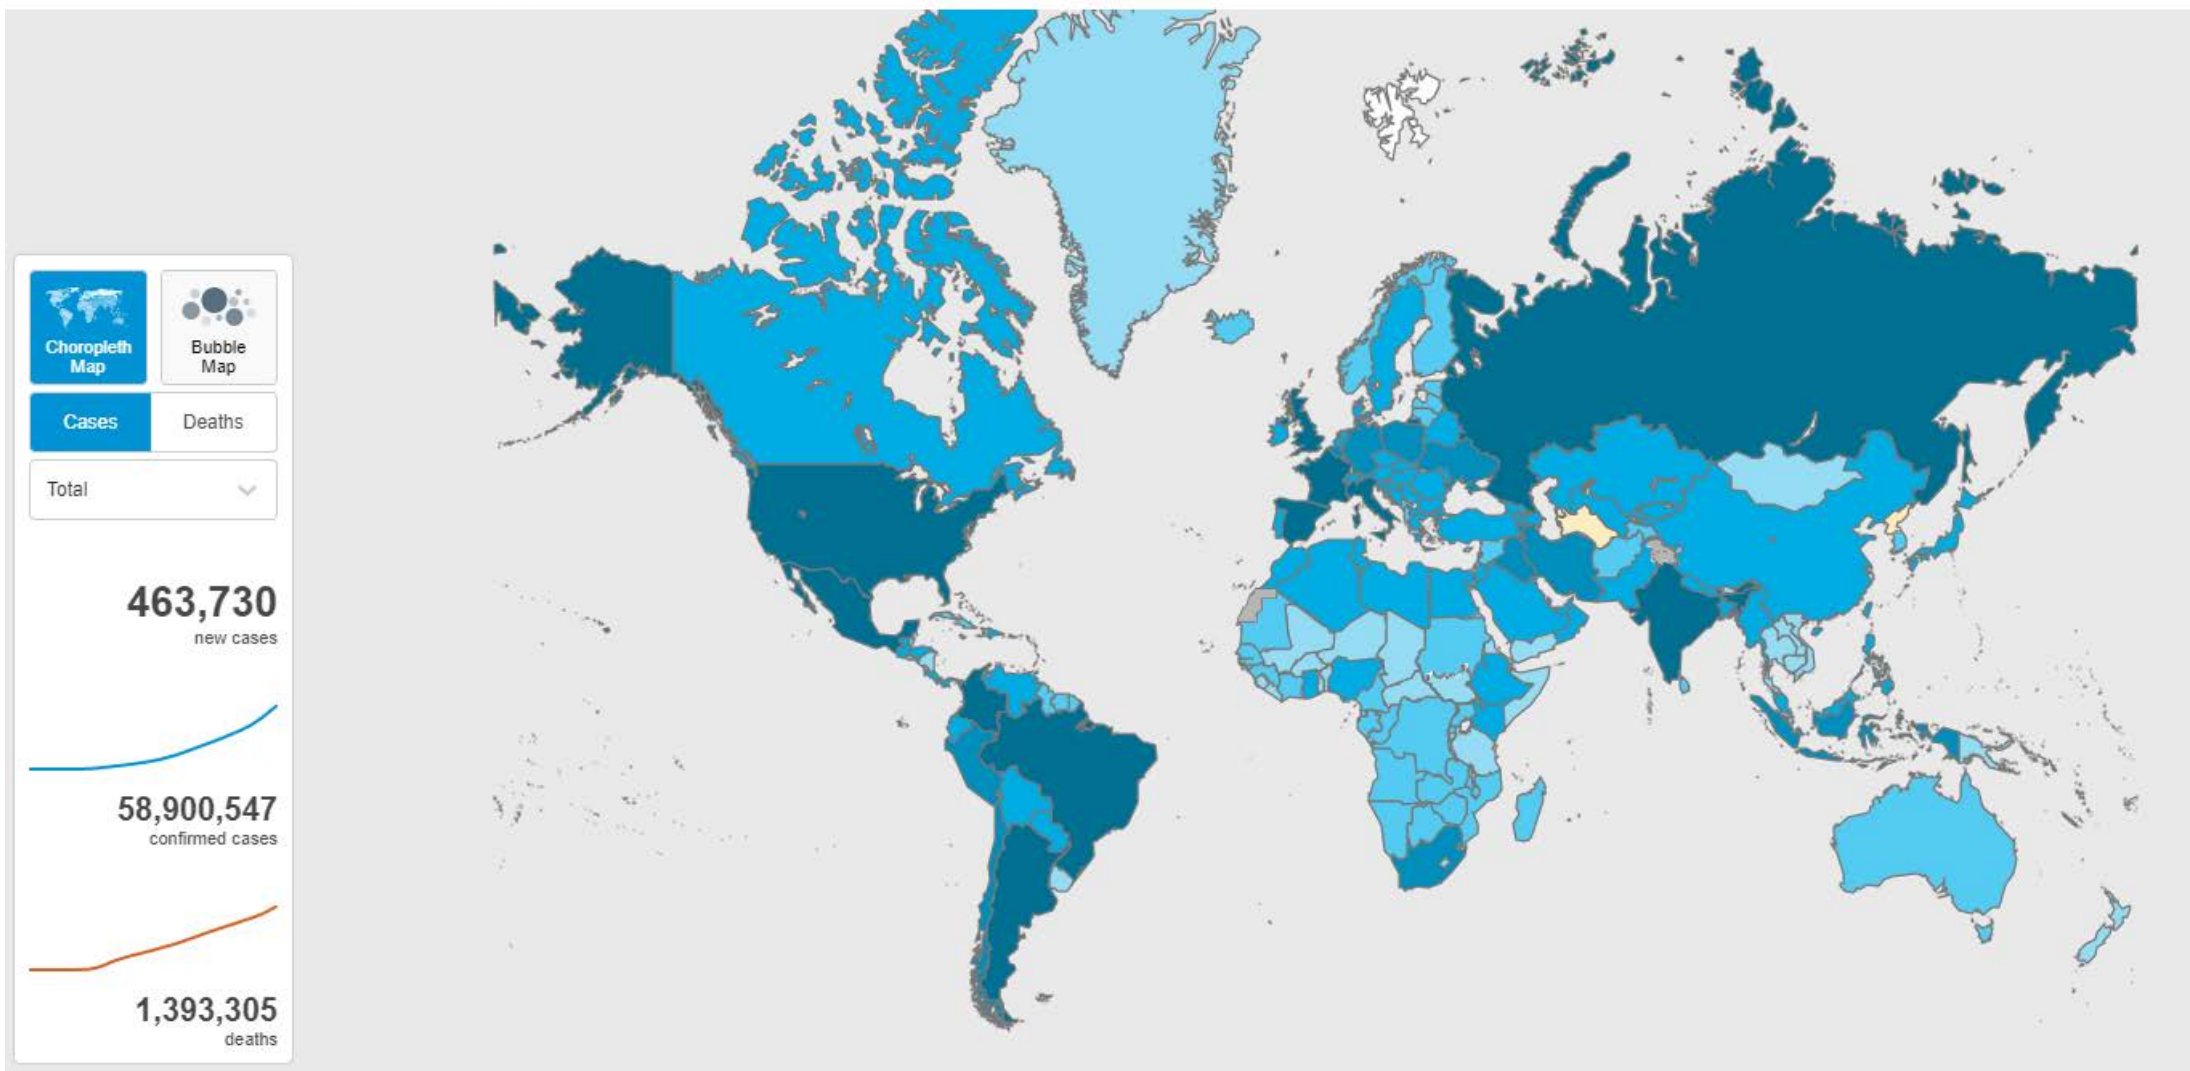 Choropleth
Map
Bubble
Map
Cases
Deaths
Total
463,730
new cases
58,900,547
confirmed cases
1,393,305
deaths